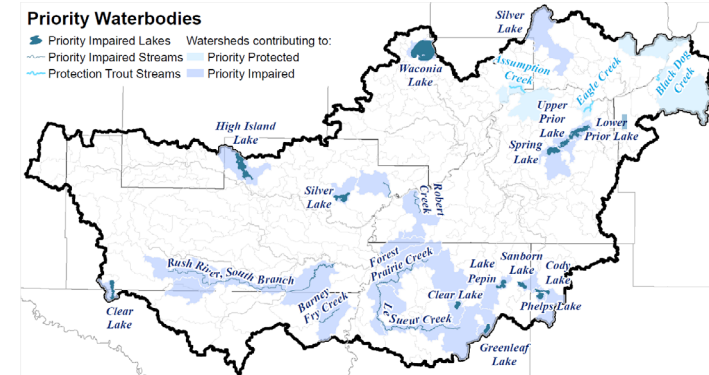 Priority Waterbodies
Priority Impaired Lakes
Priority Impaired Streams
Protection Trout Streams
Watersheds contributing to:
Priority Protected
Priority Impaired
Silver
Lake
Waconia
Lake
Assumption
Creek
Eagle Creek
Black Dog
Creek
Upper
Prior
Lake
Lower
Prior Lake
Spring
Lake
High Island
Lake
Silver
Lake
Robert
Creek
Rush River, South Branch
Forest
Prairie Creek
Barney
Fry Creek
Le Sueur Creek
Clear Lake
Lake
Pepin
Sanborn
Lake
Cody
Lake
Phelps Lake
Greenleaf
Lake
Clear
Lake